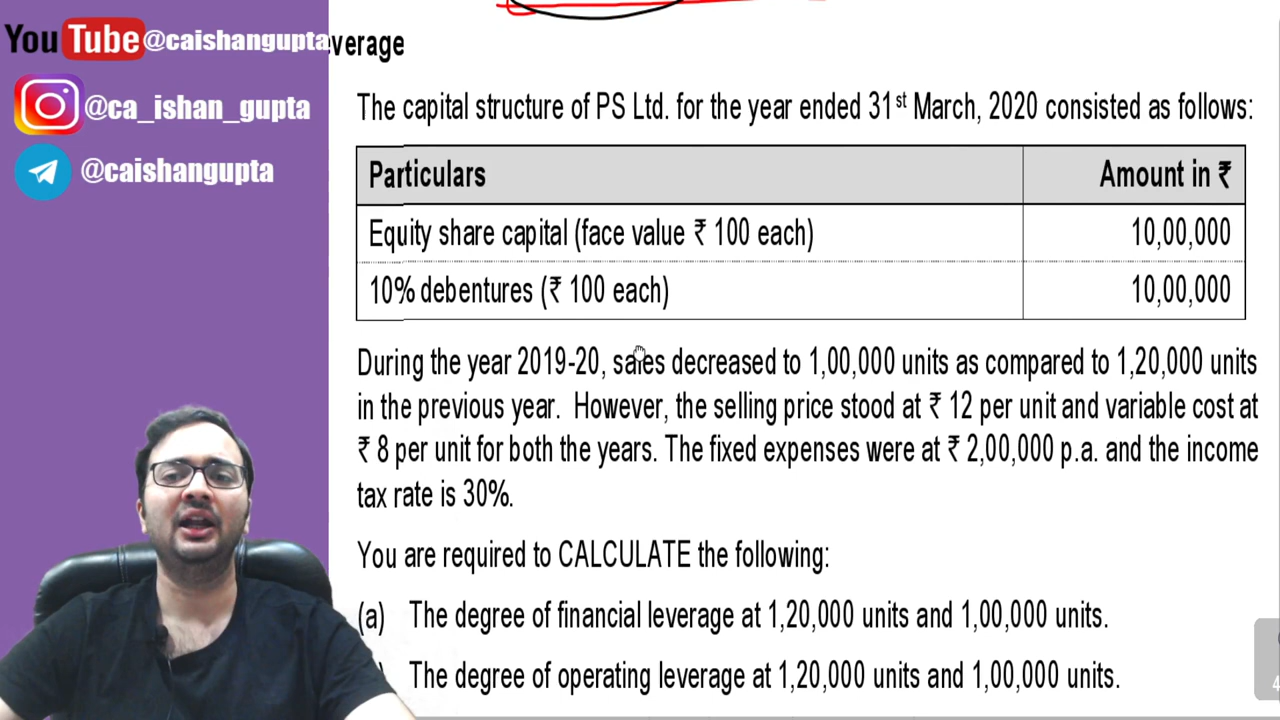 YouTube @caishangupta
verage
@ca_ishan_gupta
@caishangupta
The capital structure of PS Ltd. for the year ended 31st March, 2020 consisted as follows:
Particulars Amount in ₹
Equity share capital (face value ₹ 100 each) 10,00,000
10% debentures (₹ 100 each) 10,00,000
During the year 2019-20, sales decreased to 1,00,000 units as compared to 1,20,000 units
in the previous year. However, the selling price stood at ₹ 12 per unit and variable cost at
₹ 8 per unit for both the years. The fixed expenses were at ₹ 2,00,000 p.a. and the income
tax rate is 30%.
You are required to CALCULATE the following:
(a) The degree of financial leverage at 1,20,000 units and 1,00,000 units.
) The degree of operating leverage at 1,20,000 units and 1,00,000 units.
4